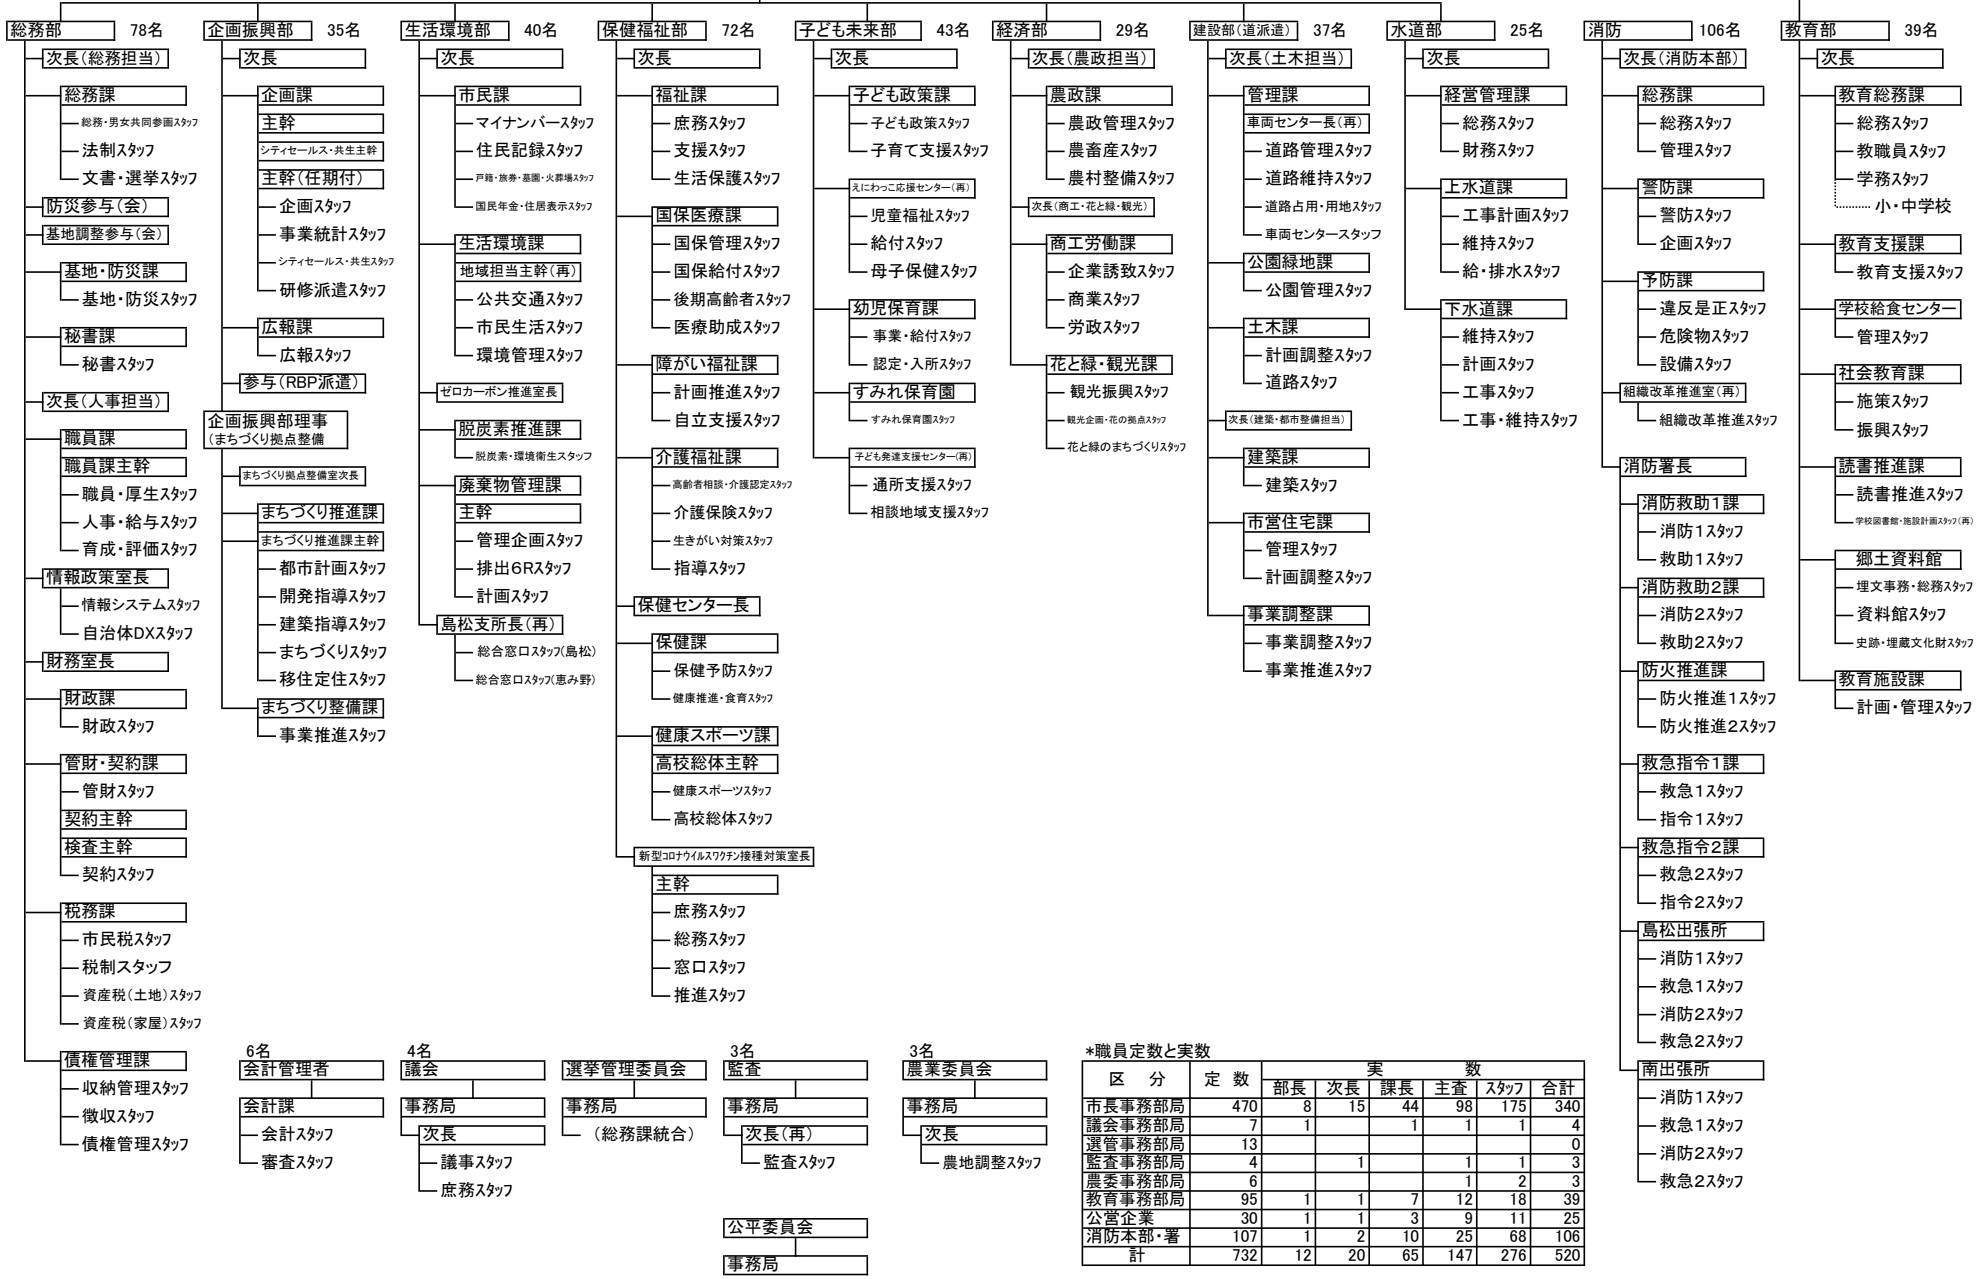 総務部 78名
次長(総務担当)
総務課
総務・男女共同参画スタッフ
法制スタッフ
文書・選挙スタッフ
防災参与(会)
基地調整参与(会)
基地・防災課
基地・防災スタッフ
秘書課
秘書スタッフ
次長(人事担当)
職員課
職員課主幹
職員・厚生スタッフ
人事・給与スタッフ
育成・評価スタッフ
情報政策室長
情報システムスタッフ
自治体DXスタッフ
財務室長
財政課
財政スタッフ
管財・契約課
管財スタッフ
契約主幹
検査主幹
契約スタッフ
税務課
市民税スタッフ
税制スタッフ
資産税(土地)スタッフ
資産税(家屋)スタッフ
債権管理課
収納管理スタッフ
徴収スタッフ
債権管理スタッフ
企画振興部 35名
次長
企画課
主幹
シティセールス・共生主幹
主幹(任期付)
企画スタッフ
事業統計スタッフ
シティセールス・共生スタッフ
研修派遣スタッフ
広報課
広報スタッフ
参与(RBP派遣)
企画振興部理事
(まちづくり拠点整備
まちづくり拠点整備室次長
まちづくり推進課
まちづくり推進課主幹
都市計画スタッフ
開発指導スタッフ
建築指導スタッフ
まちづくりスタッフ
移住定住スタッフ
まちづくり整備課
事業推進スタッフ
生活環境部 40名
次長
市民課
マイナンバースタッフ
住民記録スタッフ
戸籍・旅券・墓園・火葬場スタッフ
国民年金・住居表示スタッフ
生活環境課
地域担当主幹(再)
公共交通スタッフ
市民生活スタッフ
環境管理スタッフ
ゼロカーボン推進室長
脱炭素推進課
脱炭素・環境衛生スタッフ
廃棄物管理課
主幹
管理企画スタッフ
排出6Rスタッフ
計画スタッフ
島松支所長(再)
総合窓口スタッフ(島松)
総合窓口スタッフ(恵み野)
保健福祉部 72名
次長
福祉課
庶務スタッフ
支援スタッフ
生活保護スタッフ
国保医療課
国保管理スタッフ
国保給付スタッフ
後期高齢者スタッフ
医療助成スタッフ
障がい福祉課
計画推進スタッフ
自立支援スタッフ
介護福祉課
高齢者相談・介護認定スタッフ
介護保険スタッフ
生きがい対策スタッフ
指導スタッフ
保健センター長
保健課
保健予防スタッフ
健康推進・食育スタッフ
健康スポーツ課
高校総体主幹
健康スポーツスタッフ
高校総体スタッフ
新型コロナウイルスワクチン接種対策室長
主幹
庶務スタッフ
総務スタッフ
窓口スタッフ
推進スタッフ
子ども未来部 43名
次長
子ども政策課
子ども政策スタッフ
子育て支援スタッフ
えにわっこ応援センター(再)
児童福祉スタッフ
給付スタッフ
母子保健スタッフ
幼児保育課
事業・給付スタッフ
認定・入所スタッフ
すみれ保育園
すみれ保育園スタッフ
子ども発達支援センター(再)
通所支援スタッフ
相談地域支援スタッフ
経済部 29名
次長(農政担当)
農政課
農政管理スタッフ
農畜産スタッフ
農村整備スタッフ
次長(商工・花と緑・観光)
商工労働課
企業誘致スタッフ
商業スタッフ
労政スタッフ
花と緑・観光課
観光振興スタッフ
観光企画・花の拠点スタッフ
花と緑のまちづくりスタッフ
建設部(道派遣) 37名
次長(土木担当)
管理課
車両センター長(再)
道路管理スタッフ
道路維持スタッフ
道路占用・用地スタッフ
車両センタースタッフ
公園緑地課
公園管理スタッフ
土木課
計画調整スタッフ
道路スタッフ
次長(建築・都市整備担当)
建築課
建築スタッフ
市営住宅課
管理スタッフ
計画調整スタッフ
事業調整課
事業調整スタッフ
事業推進スタッフ
水道部 25名
次長
経営管理課
総務スタッフ
財務スタッフ
上水道課
工事計画スタッフ
維持スタッフ
給・排水スタッフ
下水道課
維持スタッフ
計画スタッフ
工事スタッフ
工事・維持スタッフ
消防 106名
次長(消防本部)
総務課
総務スタッフ
管理スタッフ
警防課
警防スタッフ
企画スタッフ
予防課
違反是正スタッフ
危険物スタッフ
設備スタッフ
組織改革推進室(再)
組織改革推進スタッフ
消防署長
消防救助1課
消防1スタッフ
救助1スタッフ
消防救助2課
消防2スタッフ
救助2スタッフ
防火推進課
防火推進1スタッフ
防火推進2スタッフ
救急指令1課
救急1スタッフ
指令1スタッフ
救急指令2課
救急2スタッフ
指令2スタッフ
島松出張所
消防1スタッフ
救急1スタッフ
消防2スタッフ
救急2スタッフ
南出張所
消防1スタッフ
救急1スタッフ
消防2スタッフ
救急2スタッフ
教育部 39名
次長
教育総務課
総務スタッフ
教職員スタッフ
学務スタッフ
小・中学校
教育支援課
教育支援スタッフ
学校給食センター
管理スタッフ
社会教育課
施策スタッフ
振興スタッフ
読書推進課
読書推進スタッフ
学校図書館・施設計画スタッフ(再)
郷土資料館
埋文事務・総務スタッフ
資料館スタッフ
史跡・埋蔵文化財スタッフ
教育施設課
計画・管理スタッフ
6名
会計管理者
会計課
会計スタッフ
審査スタッフ
4名
議会
事務局
次長
議事スタッフ
庶務スタッフ
選挙管理委員会
事務局
(総務課統合)
3名
監査
事務局
次長(再)
監査スタッフ
公平委員会
事務局
3名
農業委員会
事務局
次長
農地調整スタッフ
*職員定数と実数
区 分 定 数 実 数
部長 次長 課長 主査 スタッフ 合計
市長事務部局 470 8 15 44 98 175 340
議会事務部局 7 1 1 1 1 4
選管事務部局 13 0
監査事務部局 4 1 1 1 3
農委事務部局 6 1 2 3
教育事務部局 95 1 1 7 12 18 39
公営企業 30 1 1 3 9 11 25
消防本部・署 107 1 2 10 25 68 106
計 732 12 20 65 147 276 520